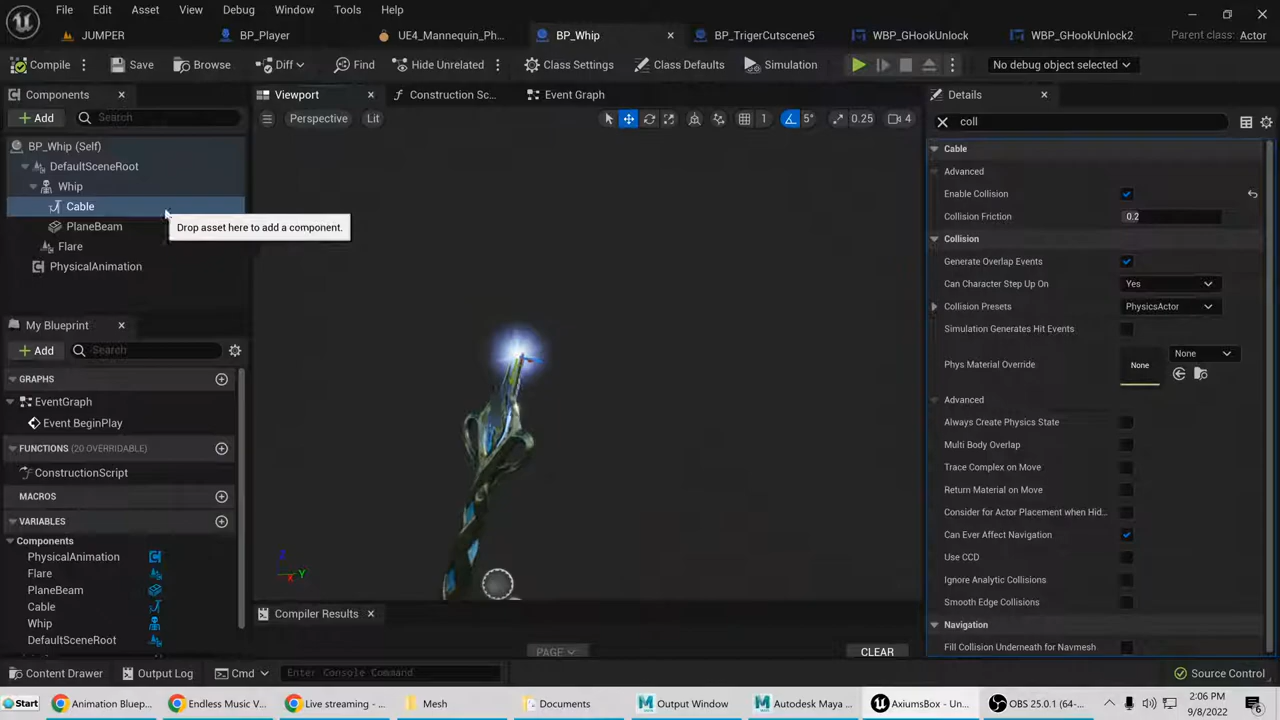 File Edit Asset View Debug Window Tools Help
JUMPER BP_Player UE4_Mannequin_Ph... BP_Whip BP_TrigerCutscene5 WBP_GHookUnlock WBP_GHookUnlock2 Parent class: Actor
Compile Save Browse Diff Find Hide Unrelated Class Settings Class Defaults Simulation No debug object selected
Components Viewport Construction Sc... Event Graph Details
Add Search Perspective Lit 1 5° 0.25 4 coll
BP_Whip (Self) Cable
DefaultSceneRoot Advanced
Whip Enable Collision
Cable Collision Friction 0.2
Drop asset here to add a component.
PlaneBeam Collision
Flare Generate Overlap Events
PhysicalAnimation Can Character Step Up On Yes
Collision Presets PhysicsActor
My Blueprint Simulation Generates Hit Events
Add Search Phys Material Override None None
GRAPHS
EventGraph Advanced
Event BeginPlay Always Create Physics State
FUNCTIONS (20 OVERRIDABLE) Multi Body Overlap
ConstructionScript Trace Complex on Move
MACROS Return Material on Move
VARIABLES Consider for Actor Placement when Hid...
Components Can Ever Affect Navigation
PhysicalAnimation Use CCD
Flare Ignore Analytic Collisions
PlaneBeam Smooth Edge Collisions
Cable Compiler Results Navigation
Whip
DefaultSceneRoot PAGE CLEAR Fill Collision Underneath for Navmesh
X Y Z
Content Drawer Output Log Cmd Enter Console Command Source Control
Start Animation Bluep... Endless Music V... Live streaming -... Mesh Documents Output Window Autodesk Maya ... AxiumsBox - Un... OBS 25.0.1 (64-... 2:06 PM
9/8/2022 6